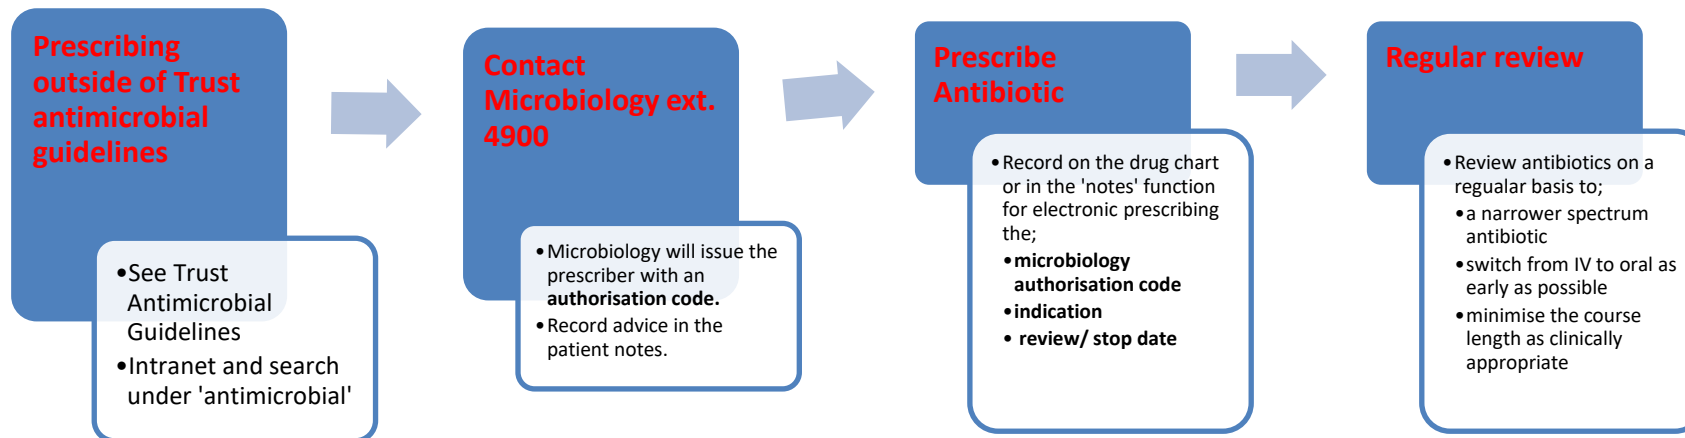 Prescribing
outside of Trust
antimicrobial
guidelines
•See Trust
Antimicrobial
Guidelines
•Intranet and search
under 'antimicrobial'
Contact
Microbiology ext.
4900
•Microbiology will issue the
prescriber with an
authorisation code.
•Record advice in the
patient notes.
Prescribe
Antibiotic
•Record on the drug chart
or in the 'notes' function
for electronic prescribing
the;
•microbiology
authorisation code
•indication
• review/ stop date
Regular review
•Review antibiotics on a
regualar basis to;
•a narrower spectrum
antibiotic
•switch from IV to oral as
early as possible
•minimise the course
length as clinically
appropriate